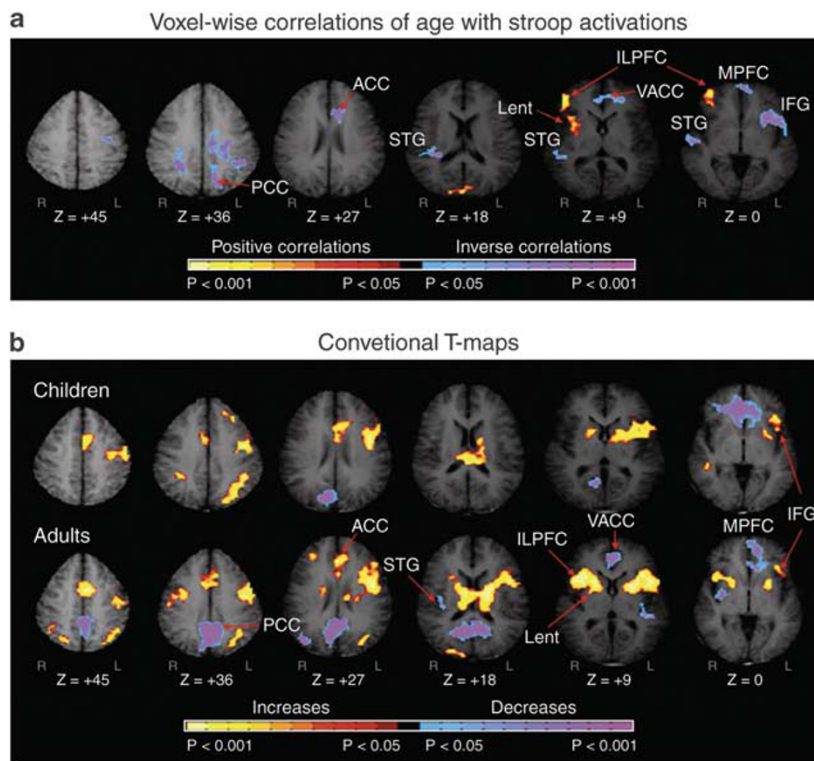 a
Voxel-wise correlations of age with stroop activations
ACC
ILPFC
VACC
MPFC
IFG
Lent
STG
STG
STG
PCC
R L R L R L R L
Z = +45 Z = +36 Z = +27 Z = +18 Z = +9 Z = 0
Positive correlations Inverse correlations
P < 0.001 P < 0.05 P < 0.05 P < 0.001
b
Convetional T-maps
Children
Adults
ACC
VACC
MPFC
IFG
ILPFC
STG
PCC
Lent
R L R L R L R L
Z = +45 Z = +36 Z = +27 Z = +18 Z = +9 Z = 0
Increases Decreases
P < 0.001 P < 0.05 P < 0.05 P < 0.001